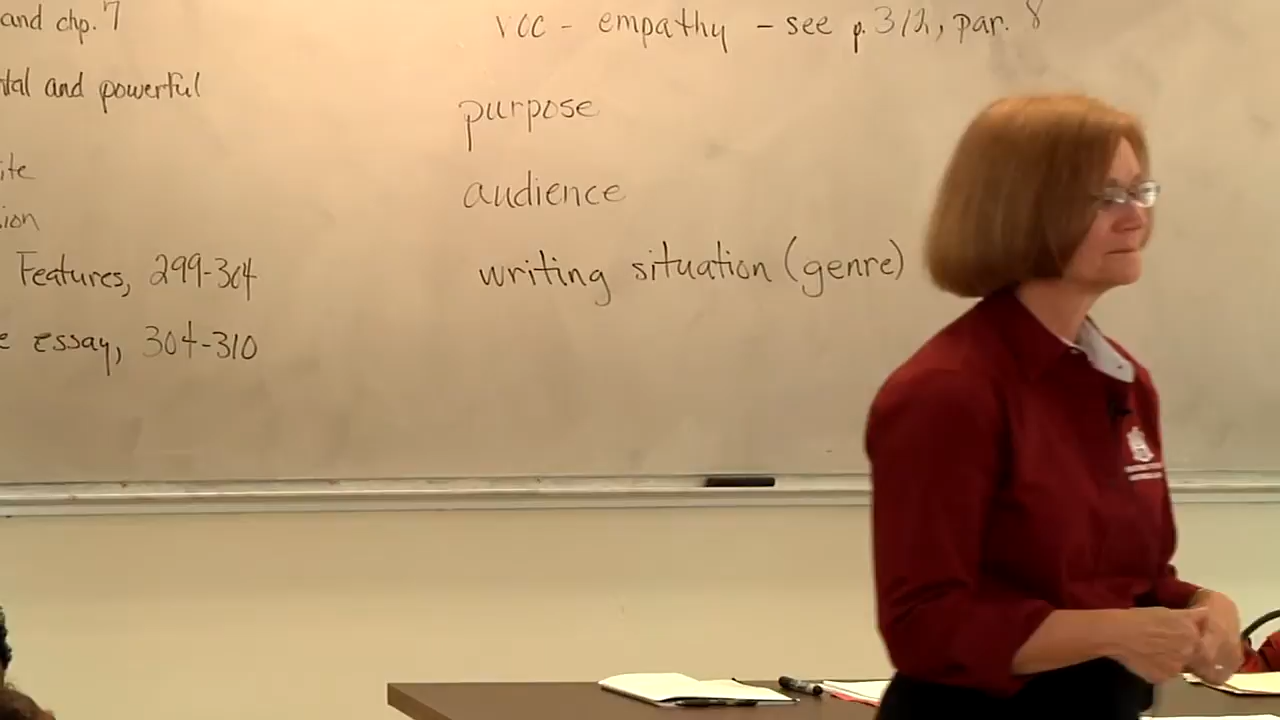 and chp. 7
tal and powerful
ite
ion
Features, 299-304
e essay, 304-310
voc - empathy - see p. 312, par. 8
purpose
audience
writing situation (genre)